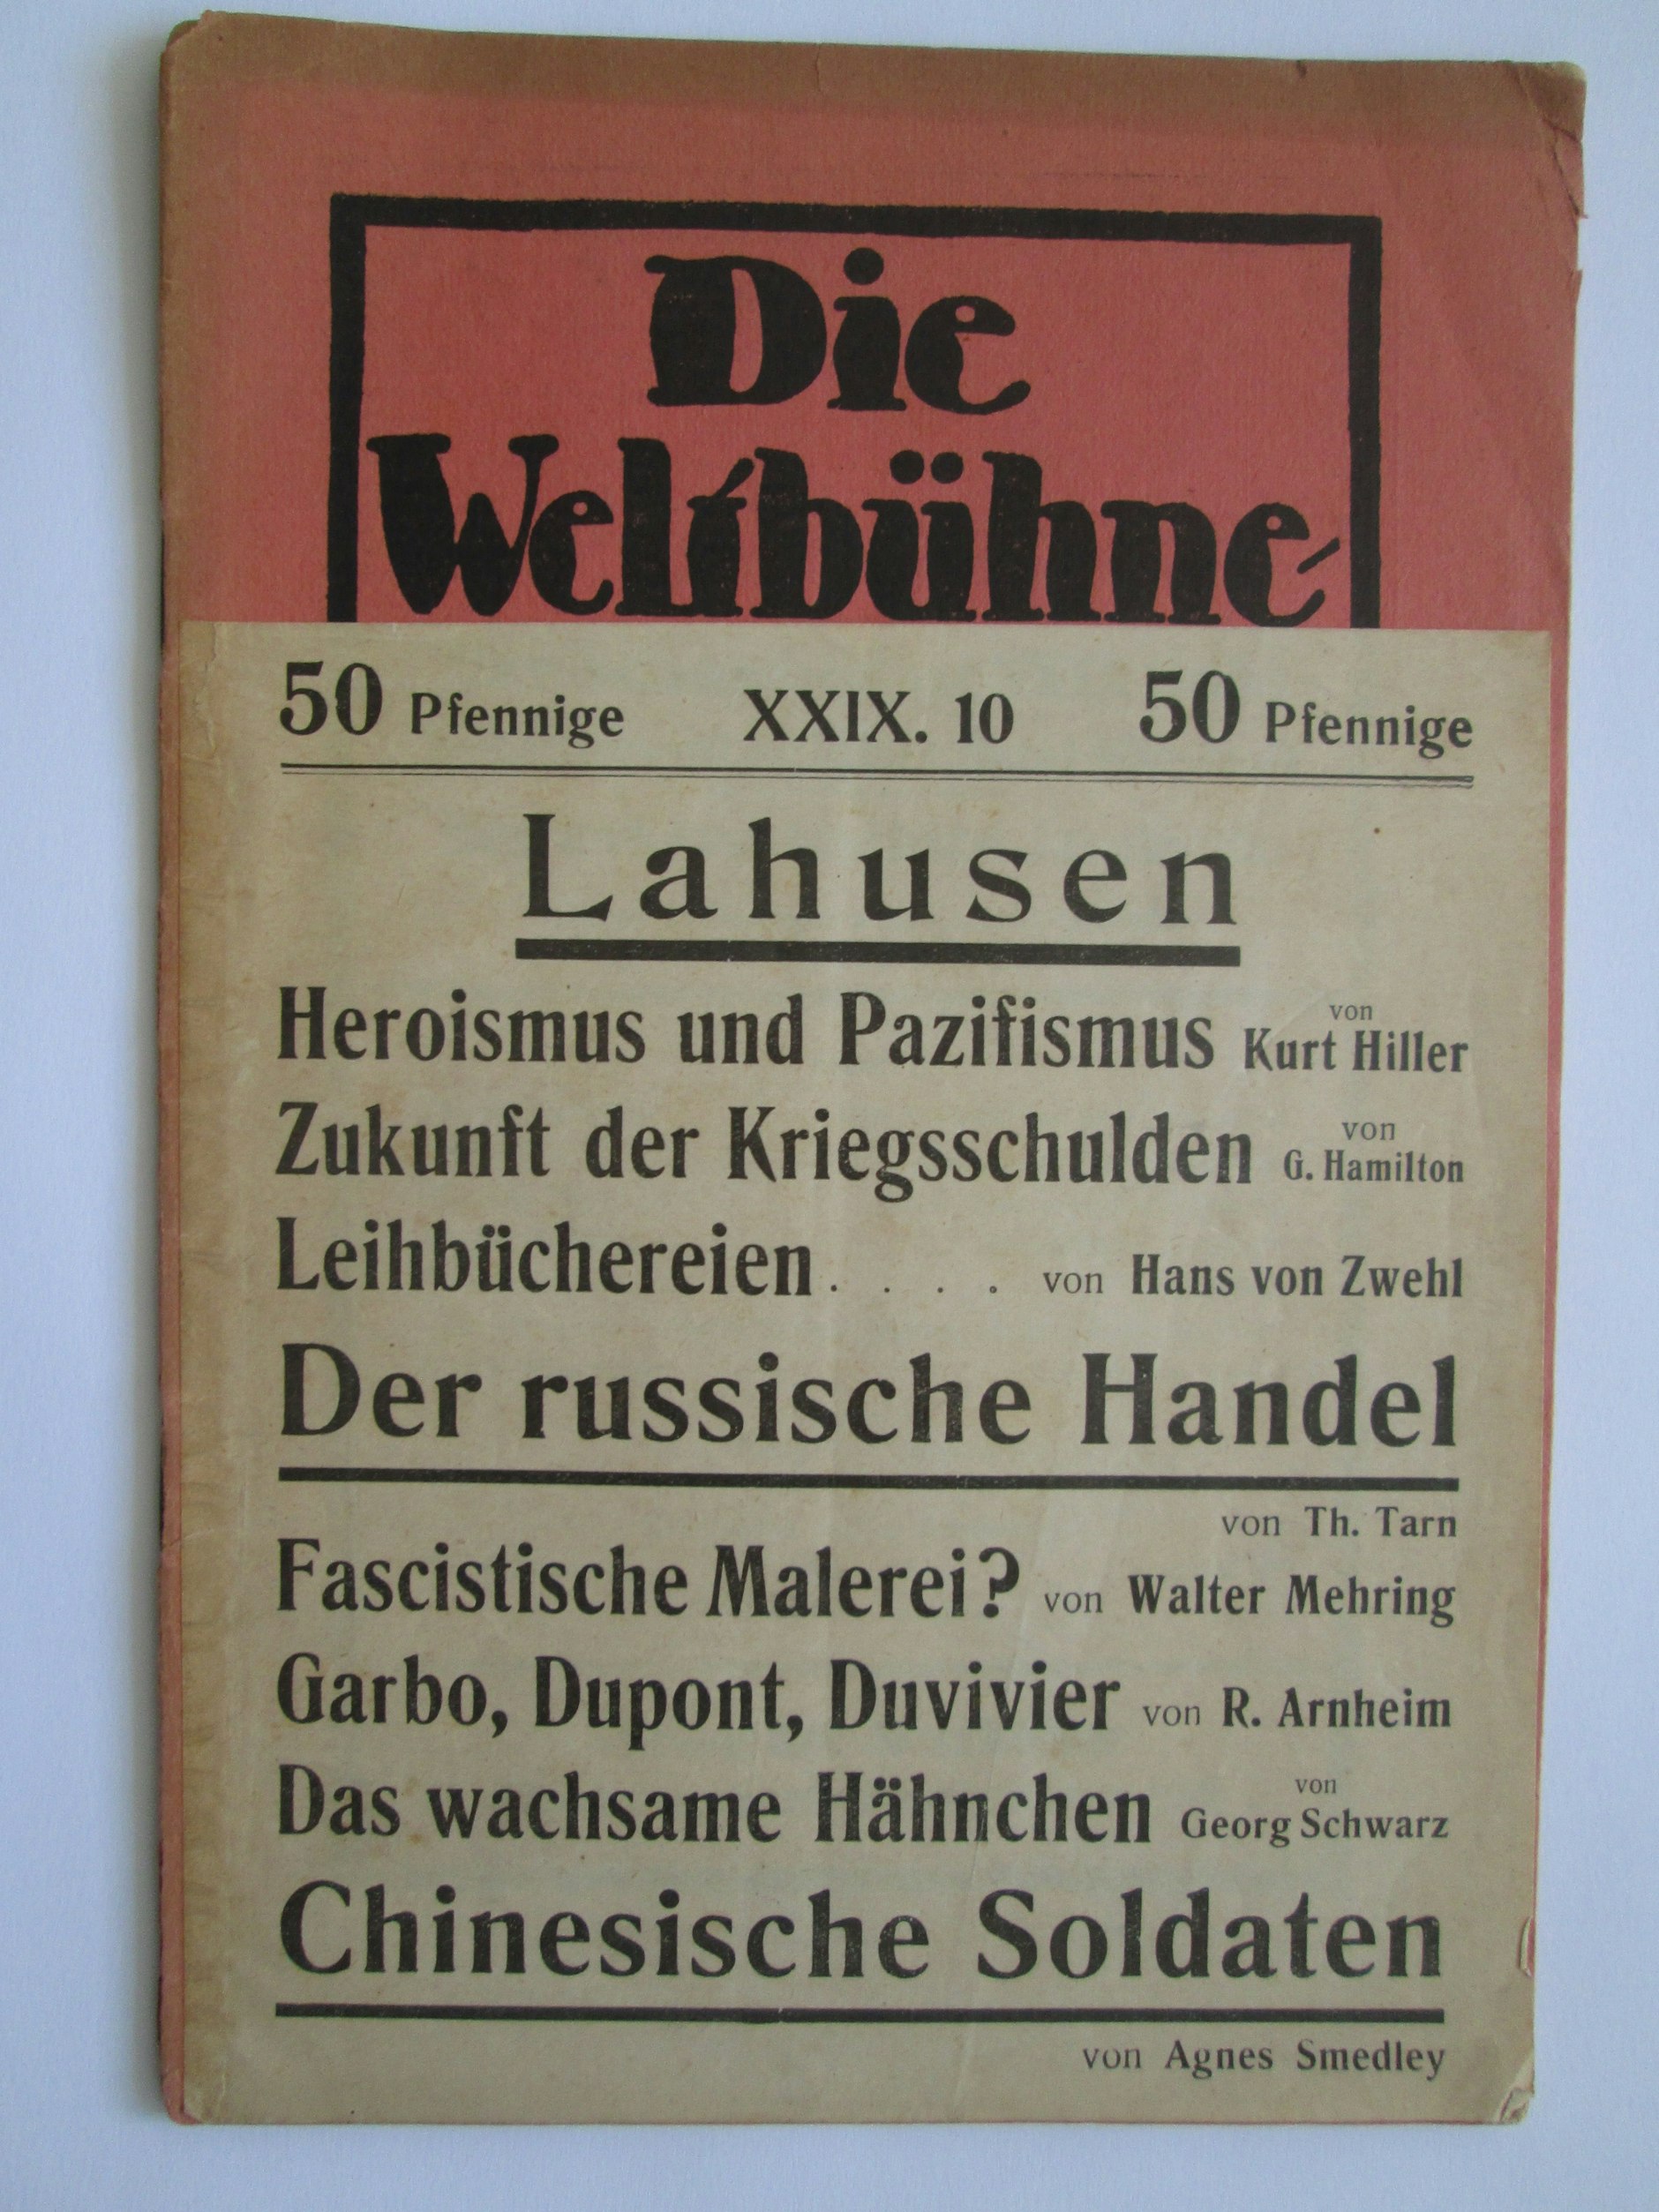 Die
Weltbühne
50 Pfennige XXIX. 10 50 Pfennige
Lahusen
Heroismus und Pazifismus von Kurt Hiller
Zukunft der Kriegsschulden von G. Hamilton
Leihbüchereien. . . . von Hans von Zwehl
Der russische Handel
von Th. Tarn
Fascistische Malerei? von Walter Mehring
Garbo, Dupont, Duvivier von R. Arnheim
Das wachsame Hähnchen von Georg Schwarz
Chinesische Soldaten
von Agnes Smedley